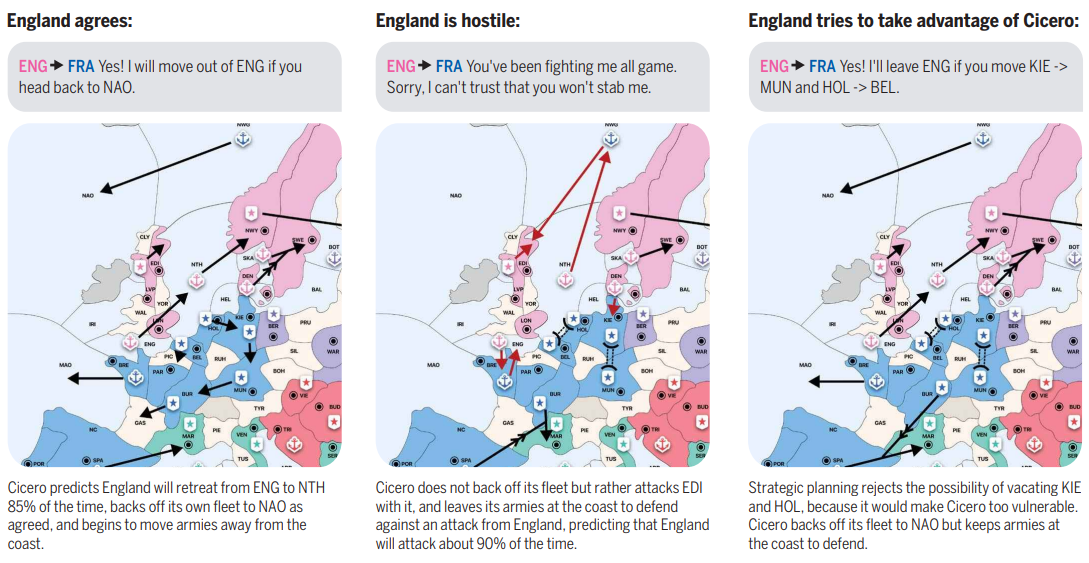 England agrees:
England is hostile:
England tries to take advantage of Cicero:
ENG → FRA Yes! I will move out of ENG if you
head back to NAO.
ENG → FRA You've been fighting me all game.
Sorry, I can't trust that you won't stab me.
ENG → FRA Yes! I'll leave ENG if you move KIE ->
MUN and HOL -> BEL.
NWG
NAO
CLY
EDI
NWY
SWE
SKA
BOT
NTH
DEN
LVP
YOR
BAL
HEL
WAL
LON
IRI
ENG
HOL
KIE
BER
PRU
BEL
PIC
RUH
SIL
WAR
MAO
BRE
PAR
BOH
MUN
BUR
VIE
GAS
TYR
BUD
NC
MAR
PIE
VEN
TRI
SPA
POR
TUS
SER
NWG
NAO
CLY
EDI
NWY
SWE
SKA
BOT
NTH
DEN
LVP
YOR
BAL
HEL
WAL
LON
IRI
ENG
HOL
KIE
BER
PRU
BEL
PIC
RUH
SIL
WAR
MAO
BRE
PAR
BOH
MUN
BUR
VIE
GAS
TYR
BUD
NC
MAR
PIE
VEN
TRI
SPA
POR
TUS
SER
NWG
NAO
CLY
EDI
NWY
SWE
SKA
BOT
NTH
DEN
LVP
YOR
BAL
HEL
WAL
LON
IRI
ENG
HOL
KIE
BER
PRU
BEL
PIC
RUH
SIL
WAR
MAO
BRE
PAR
BOH
MUN
BUR
VIE
GAS
TYR
BUD
NC
MAR
PIE
VEN
TRI
SPA
POR
TUS
SER
Cicero predicts England will retreat from ENG to NTH
85% of the time, backs off its own fleet to NAO as
agreed, and begins to move armies away from the
coast.
Cicero does not back off its fleet but rather attacks EDI
with it, and leaves its armies at the coast to defend
against an attack from England, predicting that England
will attack about 90% of the time.
Strategic planning rejects the possibility of vacating KIE
and HOL, because it would make Cicero too vulnerable.
Cicero backs off its fleet to NAO but keeps armies at
the coast to defend.